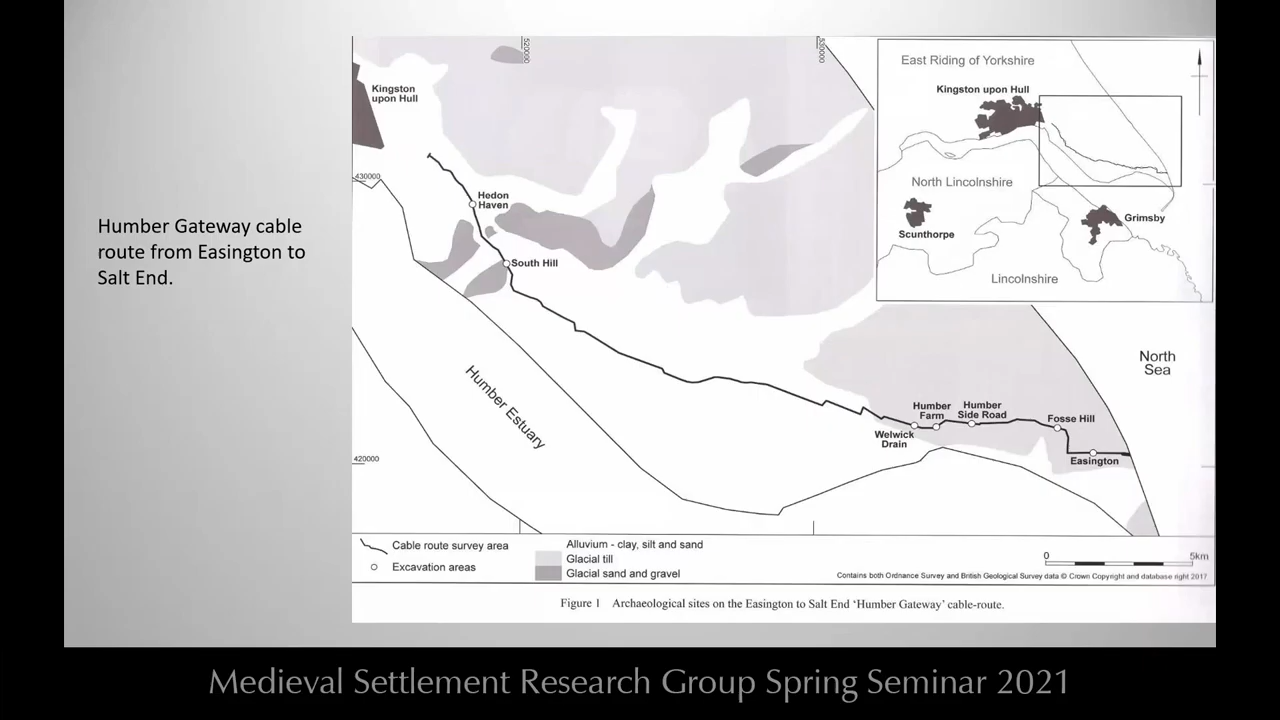 Humber Gateway cable
route from Easington to
Salt End.
520000
530000
Kingston
upon Hull
430000
Hedon
Haven
South Hill
Humber Estuary
420000
Welwick
Drain
Humber
Farm
Humber
Side Road
Fosse Hill
Easington
North
Sea
East Riding of Yorkshire
Kingston upon Hull
North Lincolnshire
Scunthorpe
Grimsby
Lincolnshire
Cable route survey area
Excavation areas
Alluvium - clay, silt and sand
Glacial till
Glacial sand and gravel
0
5km
Contains both Ordnance Survey and British Geological Survey data © Crown Copyright and database right 2017
Figure 1 Archaeological sites on the Easington to Salt End ‘Humber Gateway’ cable-route.
Medieval Settlement Research Group Spring Seminar 2021